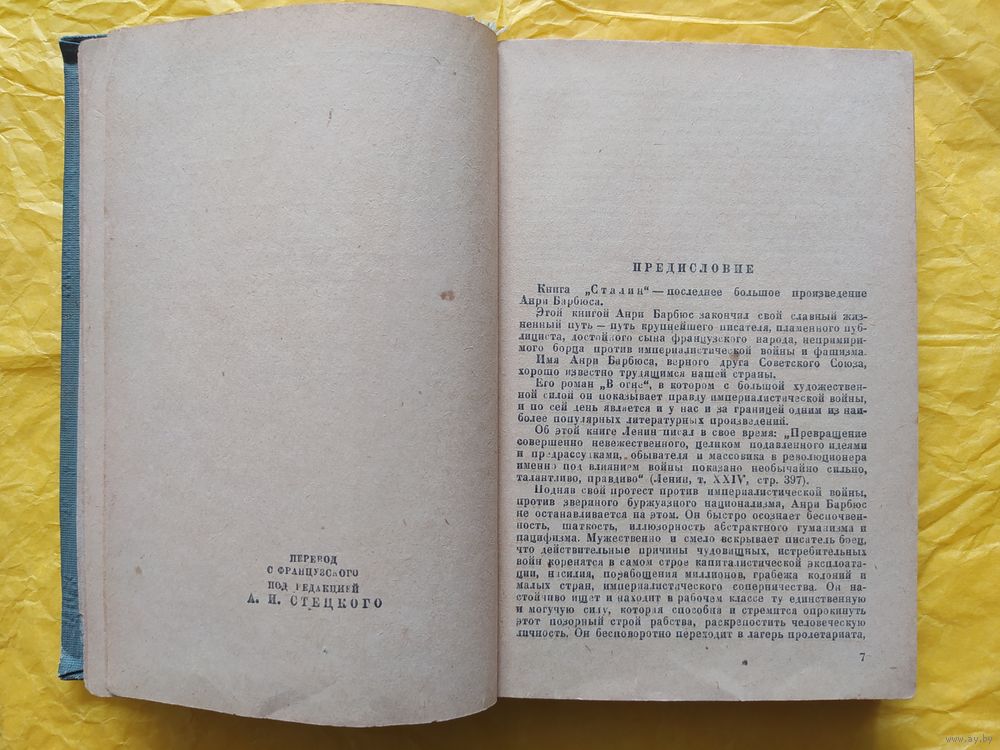 ПЕРЕВОД
С ФРАНЦУЗСКОГО
ПОД РЕДАКЦИЕЙ
А. И. СТЕЦКОГО
ПРЕДИСЛОВИЕ
Книга „Сталин“ — последнее большое произведение
Анри Барбюса.
Этой книгой Анри Барбюс закончил свой славный жиз-
ненный путь — путь крупнейшего писателя, пламенного пуб-
лициста, достойного сына французского народа, непримири-
мого борца против империалистической войны и фашизма.
Имя Анри Барбюса, верного друга Советского Союза,
хорошо известно трудящимся нашей страны.
Его роман „В огне“, в котором с большой художествен-
ной силой он показывает правду империалистической войны,
и по сей день является и у нас и за границей одним из наи-
более популярных литературных произведений.
Об этой книге Ленин писал в свое время: „Превращение
совершенно невежественного, целиком подавленного идеями
и предрассудками, обывателя и массовика в революционера
именно под влиянием войны показано необычайно сильно,
талантливо, правдиво“ (Ленин, т. XXIV, стр. 397).
Подняв свой протест против империалистической войны,
против звериного буржуазного национализма, Анри Барбюс
не останавливается на этом. Он быстро осознает беспочвен-
ность, шаткость, иллюзорность абстрактного гуманизма и
пацифизма. Мужественно и смело вскрывает писатель-боец,
что действительные причины чудовищных, истребительных
войн коренятся в самом строе капиталистической эксплоата-
ции, насилия, порабощения миллионов, грабежа колоний и
малых стран, империалистического соперничества. Он на-
стойчиво ищет и находит в рабочем классе ту единственную
и могучую силу, которая способна и стремится опрокинуть
этот позорный строй рабства, раскрепостить человеческую
личность. Он бесповоротно переходит в лагерь пролетариата,
7
© www.ay.by